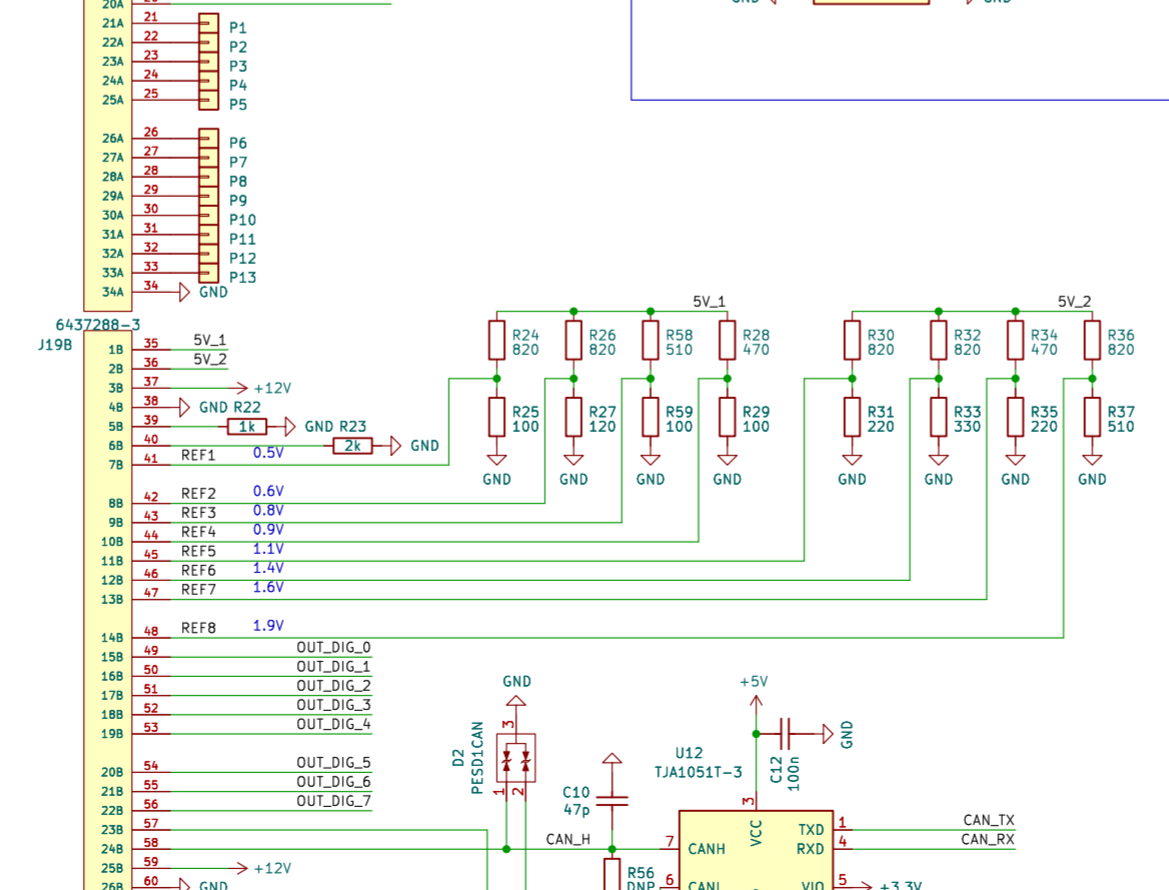 20A
GND
GND
21A 21 P1
22A 22 P2
23A 23 P3
24A 24 P4
25A 25 P5
26A 26 P6
27A 27 P7
28A 28 P8
29A 29 P9
30A 30 P10
31A 31 P11
32A 32 P12
33A 33 P13
34A 34 GND
6437288-3
J19B
5V_1
5V_2
R24 820
R26 820
R58 510
R28 470
R30 820
R32 820
R34 470
R36 820
1B 35 5V_1
2B 36 5V_2
3B 37 +12V
4B 38 GND R22
5B 39 1k GND R23
6B 40 2k GND
7B 41 REF1 0.5V
R25 100
R27 120
R59 100
R29 100
R31 220
R33 330
R35 220
R37 510
GND GND GND GND GND GND GND GND
8B 42 REF2 0.6V
9B 43 REF3 0.8V
10B 44 REF4 0.9V
11B 45 REF5 1.1V
12B 46 REF6 1.4V
13B 47 REF7 1.6V
14B 48 REF8 1.9V
15B 49 OUT_DIG_0
16B 50 OUT_DIG_1
17B 51 OUT_DIG_2
18B 52 OUT_DIG_3
19B 53 OUT_DIG_4
20B 54 OUT_DIG_5
21B 55 OUT_DIG_6
22B 56 OUT_DIG_7
23B 57
24B 58 CAN_H
25B 59 +12V
26B 60 GND
GND
3
D2
PESD1CAN
1 2
C10
47p
R56
DNP
+5V
C12
100n
GND
U12
TJA1051T-3
3
VCC
7 CANH
6
TXD 1 CAN_TX
RXD 4 CAN_RX
VIO 5 +3.3V